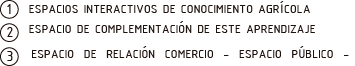 1 ESPACIOS INTERACTIVOS DE CONOCIMIENTO AGRÍCOLA
2 ESPACIO DE COMPLEMENTACIÓN DE ESTE APRENDIZAJE
3 ESPACIO DE RELACIÓN COMERCIO - ESPACIO PÚBLICO -